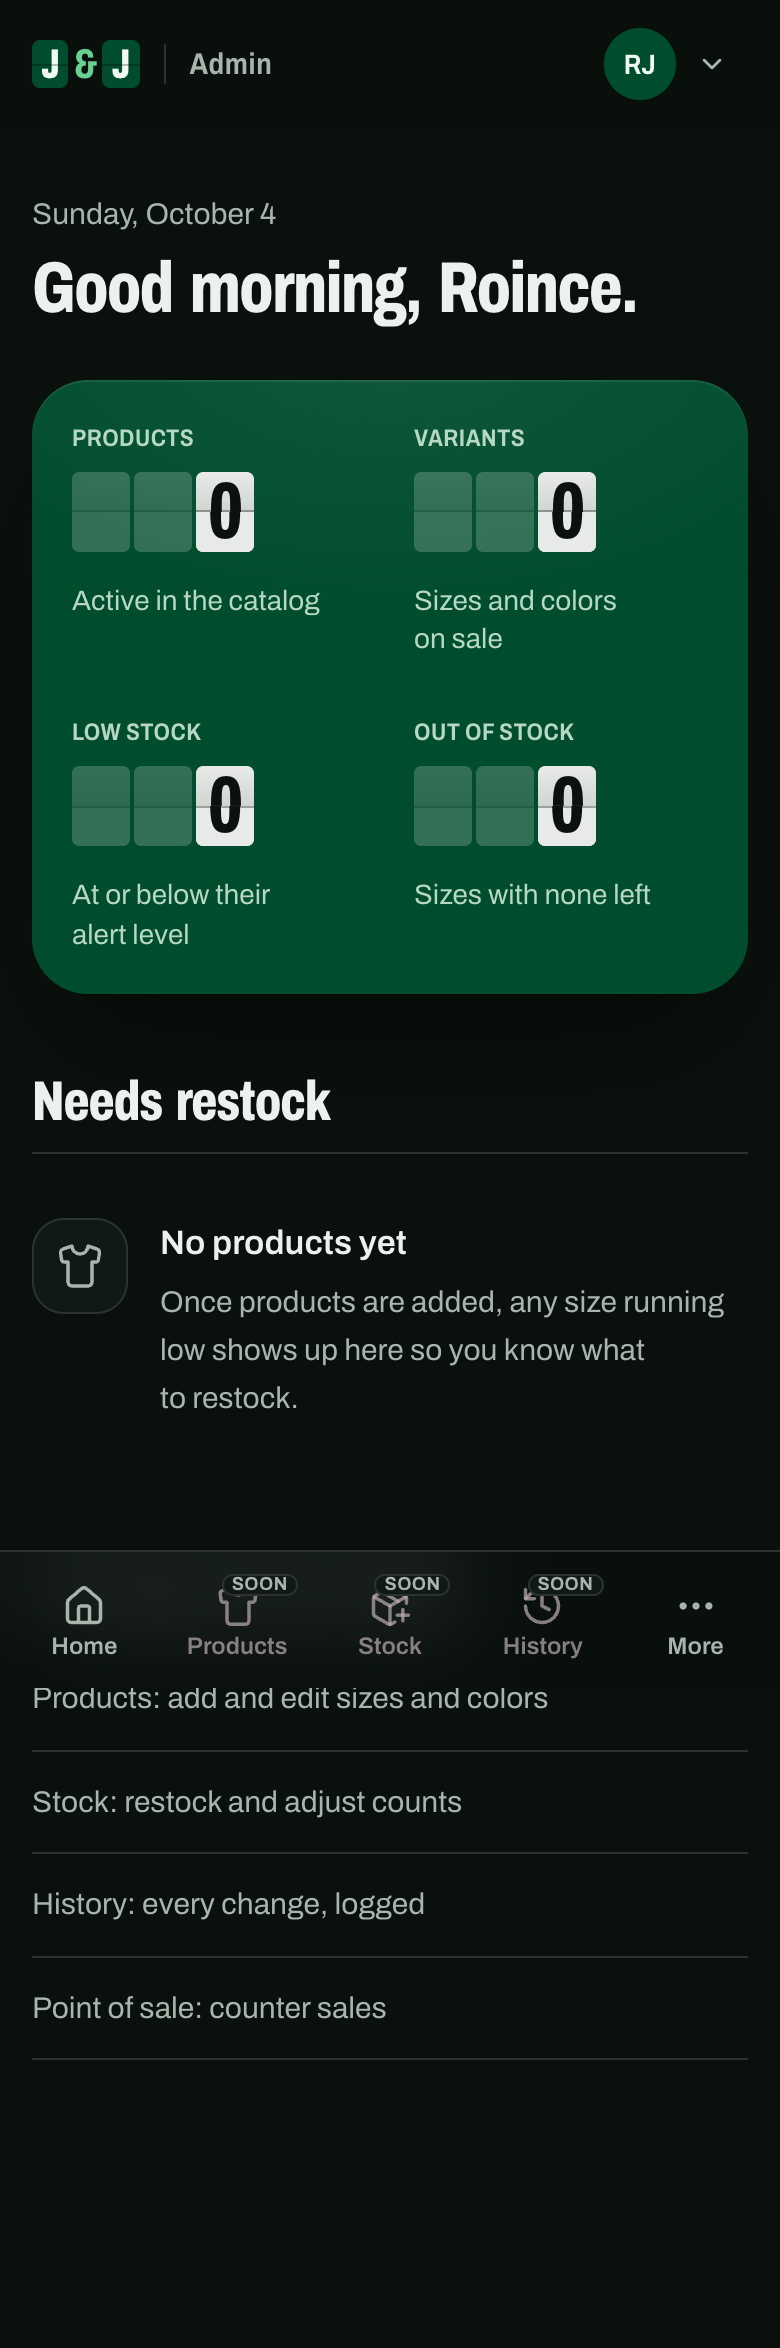 J & J Admin RJ
Sunday, October 4
Good morning, Roince.
PRODUCTS VARIANTS
0 0
Active in the catalog Sizes and colors
on sale
LOW STOCK OUT OF STOCK
0 0
At or below their Sizes with none left
alert level
Needs restock
No products yet
Once products are added, any size running
low shows up here so you know what
to restock.
SOON SOON SOON
Home Products Stock History More
Products: add and edit sizes and colors
Stock: restock and adjust counts
History: every change, logged
Point of sale: counter sales